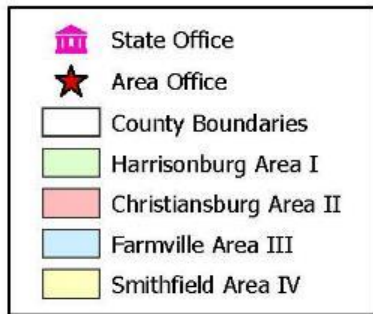 State Office
Area Office
County Boundaries
Harrisonburg Area I
Christiansburg Area II
Farmville Area III
Smithfield Area IV